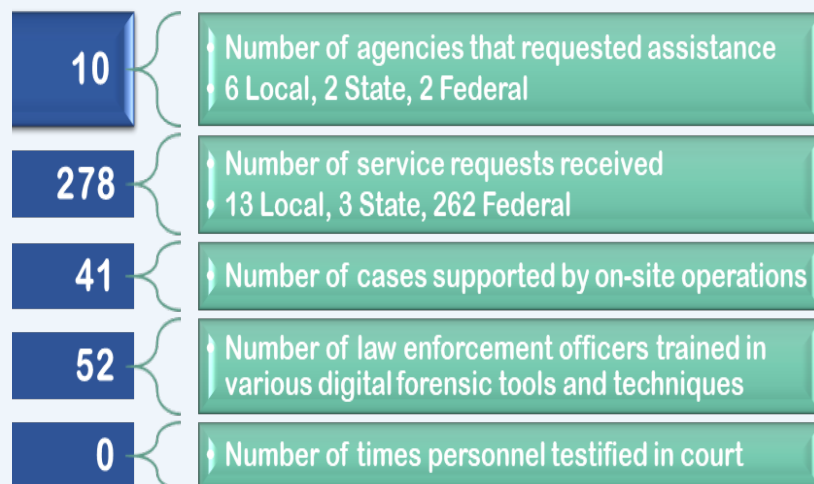 10
Number of agencies that requested assistance
6 Local, 2 State, 2 Federal
278
Number of service requests received
13 Local, 3 State, 262 Federal
41
Number of cases supported by on-site operations
52
Number of law enforcement officers trained in
various digital forensic tools and techniques
0
Number of times personnel testified in court